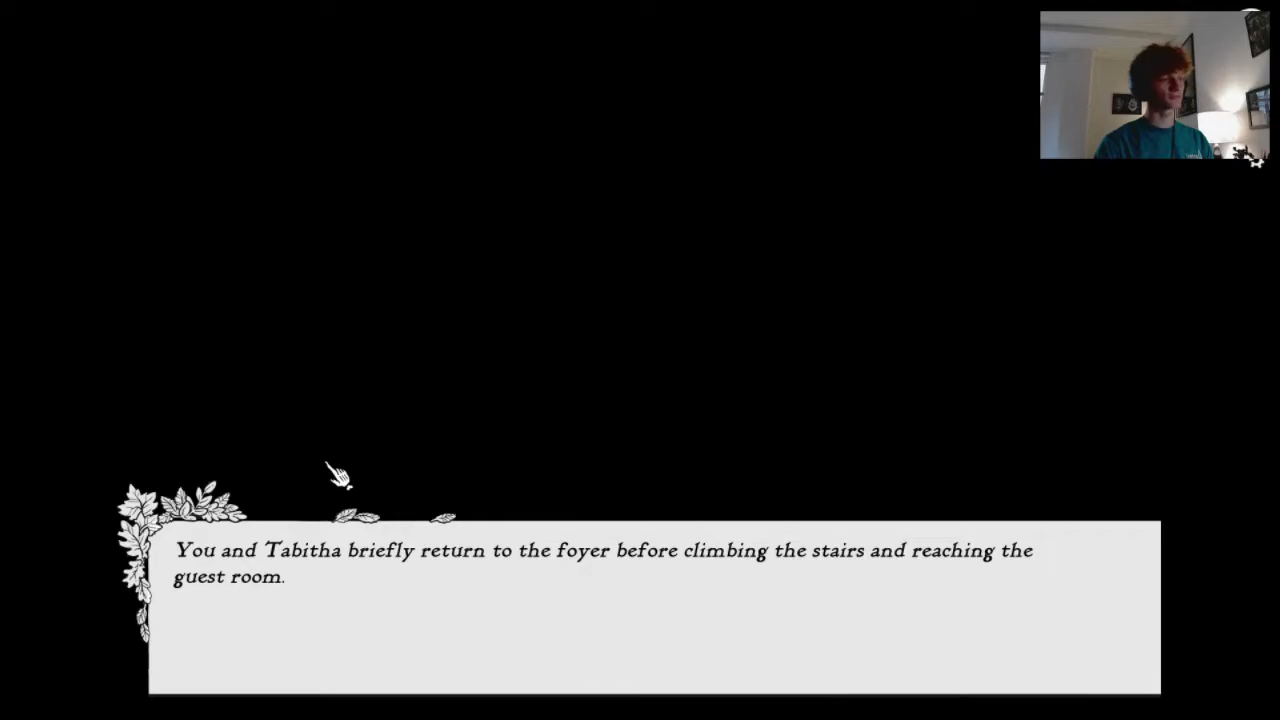 You and Tabitha briefly return to the foyer before climbing the stairs and reaching the
guest room.